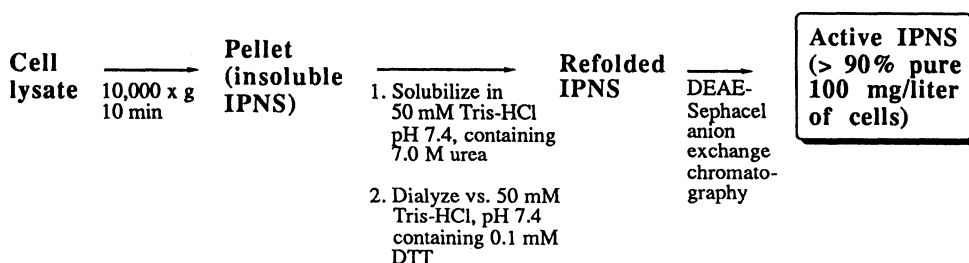 Cell
lysate
10,000 x g
10 min
Pellet
(insoluble
IPNS)
1. Solubilize in
50 mM Tris-HCl
pH 7.4, containing
7.0 M urea
2. Dialyze vs. 50 mM
Tris-HCl, pH 7.4
containing 0.1 mM
DTT
Refolded
IPNS
DEAE-
Sephacel
anion
exchange
chromato-
graphy
Active IPNS
(> 90% pure
100 mg/liter
of cells)